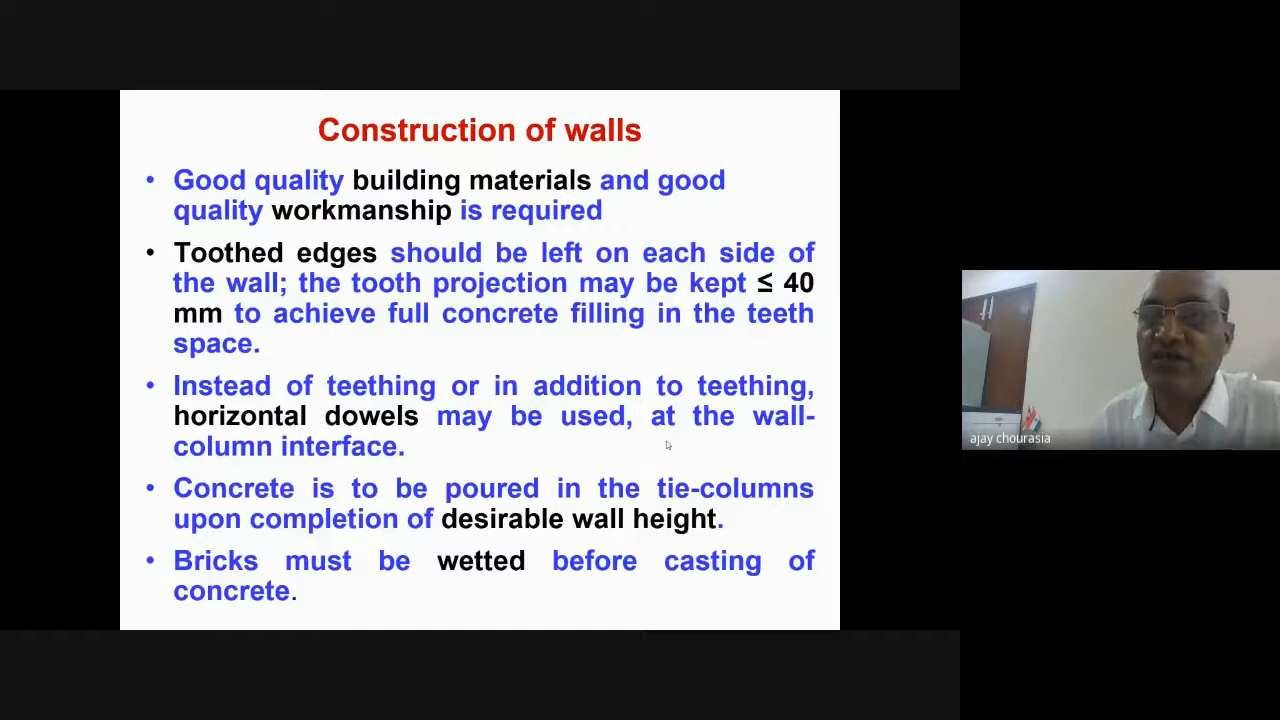 Construction of walls
• Good quality building materials and good
quality workmanship is required
• Toothed edges should be left on each side of
the wall; the tooth projection may be kept ≤ 40
mm to achieve full concrete filling in the teeth
space.
• Instead of teething or in addition to teething,
horizontal dowels may be used, at the wall-
column interface.
• Concrete is to be poured in the tie-columns
upon completion of desirable wall height.
• Bricks must be wetted before casting of
concrete.
ajay chourasia